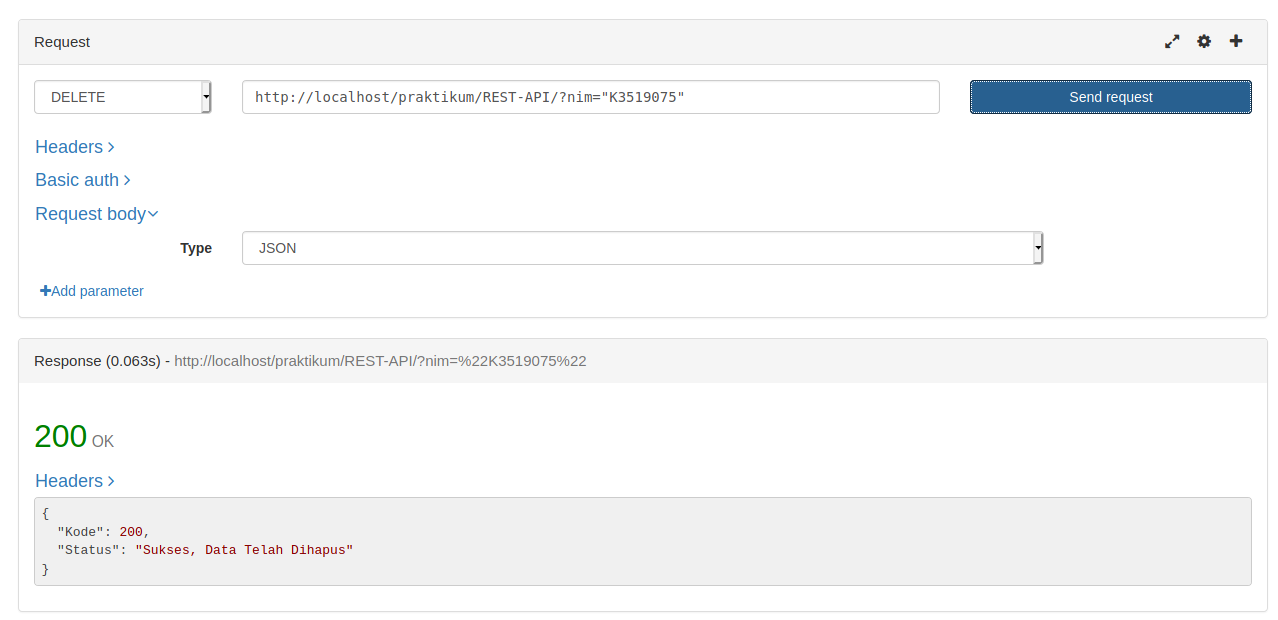 Request
DELETE
http://localhost/praktikum/REST-API/?nim="K3519075"
Send request
Headers
Basic auth
Request body
Type
JSON
Add parameter
Response (0.063s) - http://localhost/praktikum/REST-API/?nim=%22K3519075%22
200 OK
Headers
{
"Kode": 200,
"Status": "Sukses, Data Telah Dihapus"
}